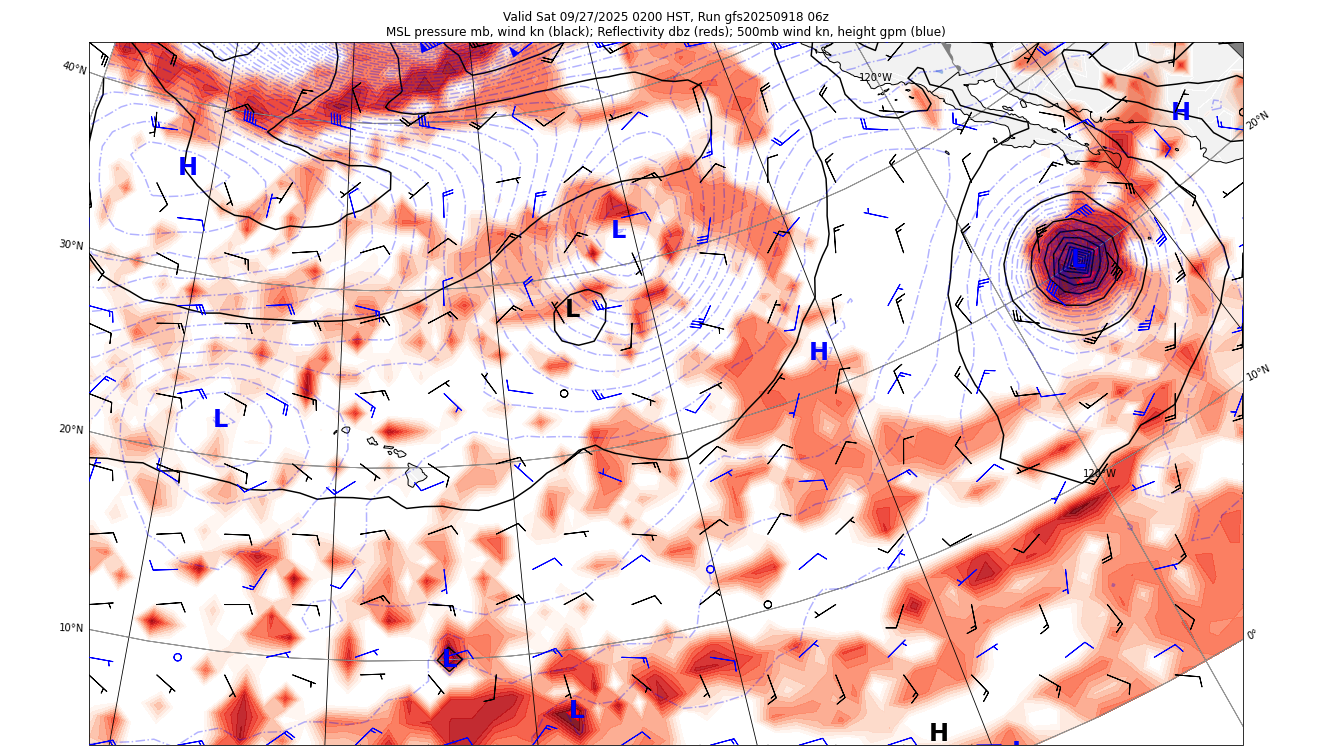 Valid Sat 09/27/2025 0200 HST, Run gfs20250918 06z
MSL pressure mb, wind kn (black); Reflectivity dbz (reds); 500mb wind kn, height gpm (blue)
40°N
120°W
H
20°N
H
30°N
L
L
H
10°N
L
20°N
120°W
10°N
L
0°
L
H